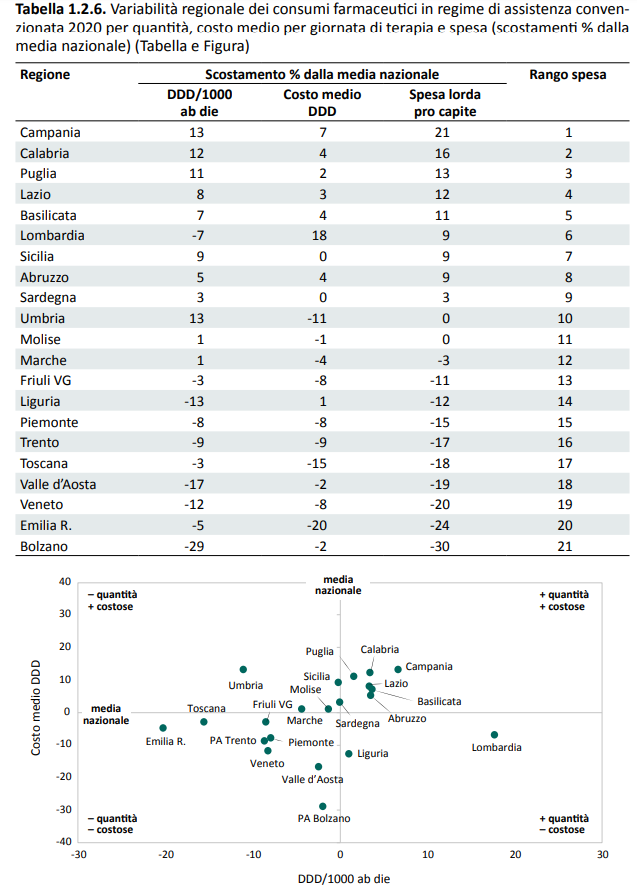 Tabella 1.2.6. Variabilità regionale dei consumi farmaceutici in regime di assistenza conven-
zionata 2020 per quantità, costo medio per giornata di terapia e spesa (scostamenti % dalla
media nazionale) (Tabella e Figura)
Regione Scostamento % dalla media nazionale Rango spesa
DDD/1000 Costo medio Spesa lorda
ab die DDD pro capite
Campania 13 7 21 1
Calabria 12 4 16 2
Puglia 11 2 13 3
Lazio 8 3 12 4
Basilicata 7 4 11 5
Lombardia -7 18 9 6
Sicilia 9 0 9 7
Abruzzo 5 4 9 8
Sardegna 3 0 3 9
Umbria 13 -11 0 10
Molise 1 -1 0 11
Marche 1 -4 -3 12
Friuli VG -3 -8 -11 13
Liguria -13 1 -12 14
Piemonte -8 -8 -15 15
Trento -9 -9 -17 16
Toscana -3 -15 -18 17
Valle d'Aosta -17 -2 -19 18
Veneto -12 -8 -20 19
Emilia R. -5 -20 -24 20
Bolzano -29 -2 -30 21
40 media
nazionale
– quantità + quantità
+ costose + costose
30
20
Puglia Calabria
Campania
10 Umbria Sicilia Lazio
Molise Basilicata
Toscana Friuli VG Marche Sardegna Abruzzo
0 media
nazionale
Emilia R. PA Trento Piemonte Liguria Lombardia
-10
Veneto
Valle d'Aosta
-20
PA Bolzano
-30
– quantità + quantità
– costose – costose
-40
-30 -20 -10 0 10 20 30
Costo medio DDD
DDD/1000 ab die